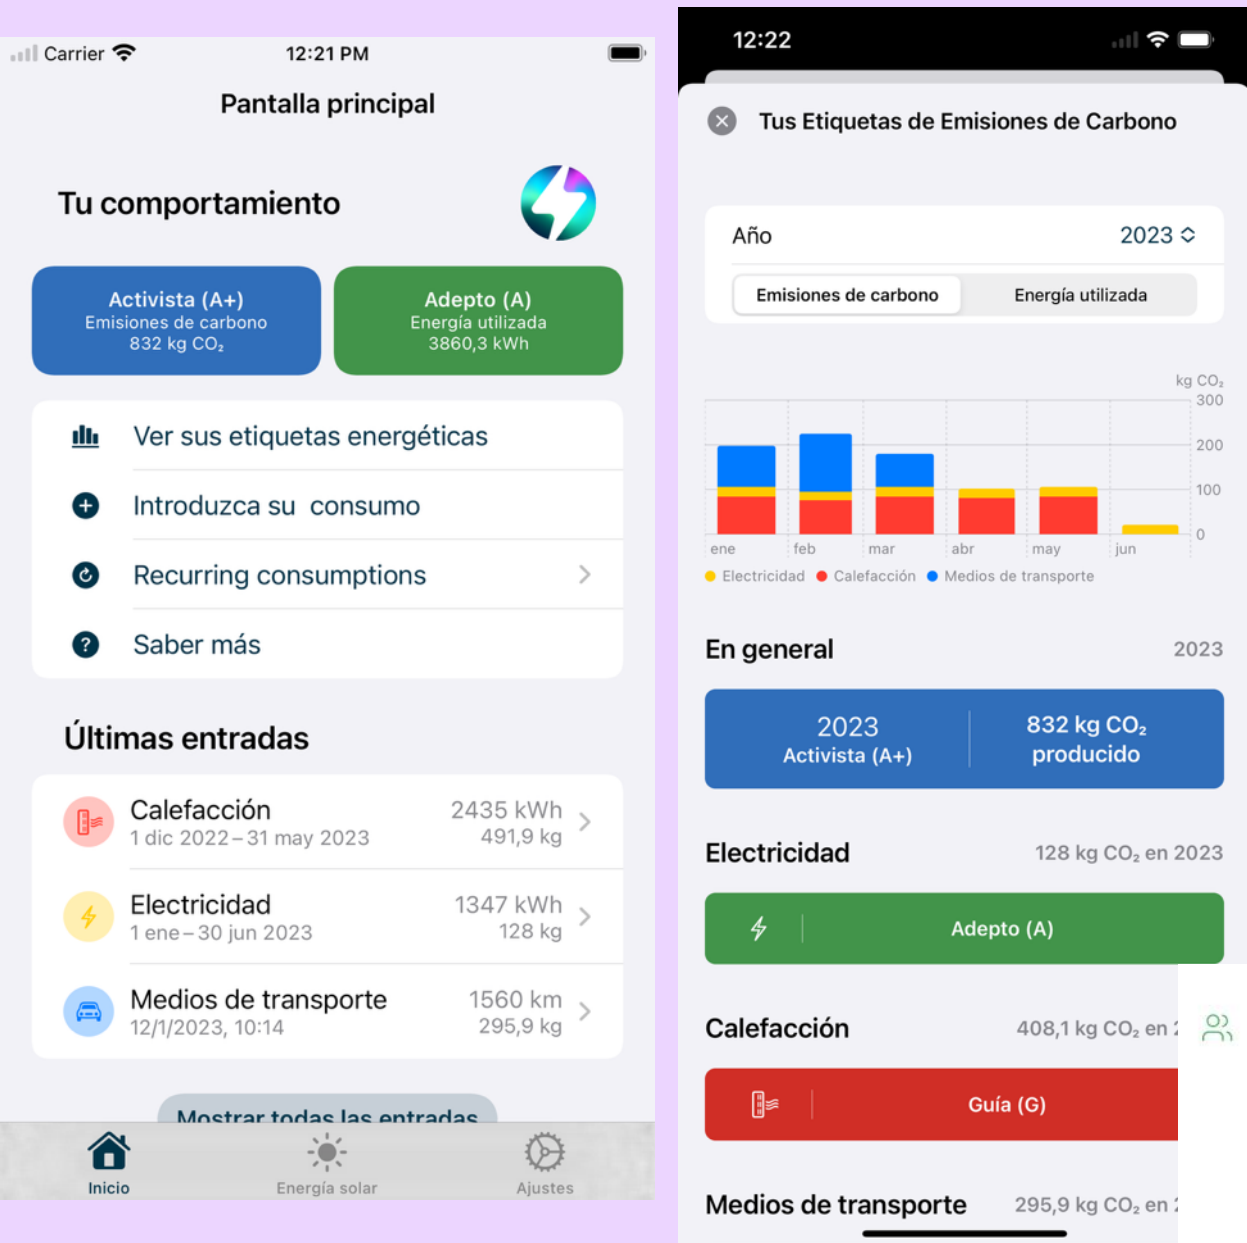 Carrier
12:21 PM
Pantalla principal
Tu comportamiento
Activista (A+)
Emisiones de carbono
832 kg CO₂
Adepto (A)
Energía utilizada
3860,3 kWh
Ver sus etiquetas energéticas
Introduzca su  consumo
Recurring consumptions
Saber más
Últimas entradas
Calefacción
2435 kWh
1 dic 2022 – 31 may 2023
491,9 kg
Electricidad
1347 kWh
1 ene – 30 jun 2023
128 kg
Medios de transporte
1560 km
12/1/2023, 10:14
295,9 kg
Mostrar todas las entradas
Inicio
Energía solar
Ajustes
12:22
Tus Etiquetas de Emisiones de Carbono
Año
2023
Emisiones de carbono
Energía utilizada
kg CO₂
300
200
100
0
ene feb mar abr may jun
Electricidad Calefacción Medios de transporte
En general
2023
2023
Activista (A+)
832 kg CO₂
producido
Electricidad
128 kg CO₂ en 2023
Adepto (A)
Calefacción
408,1 kg CO₂ en
Guía (G)
Medios de transporte
295,9 kg CO₂ en